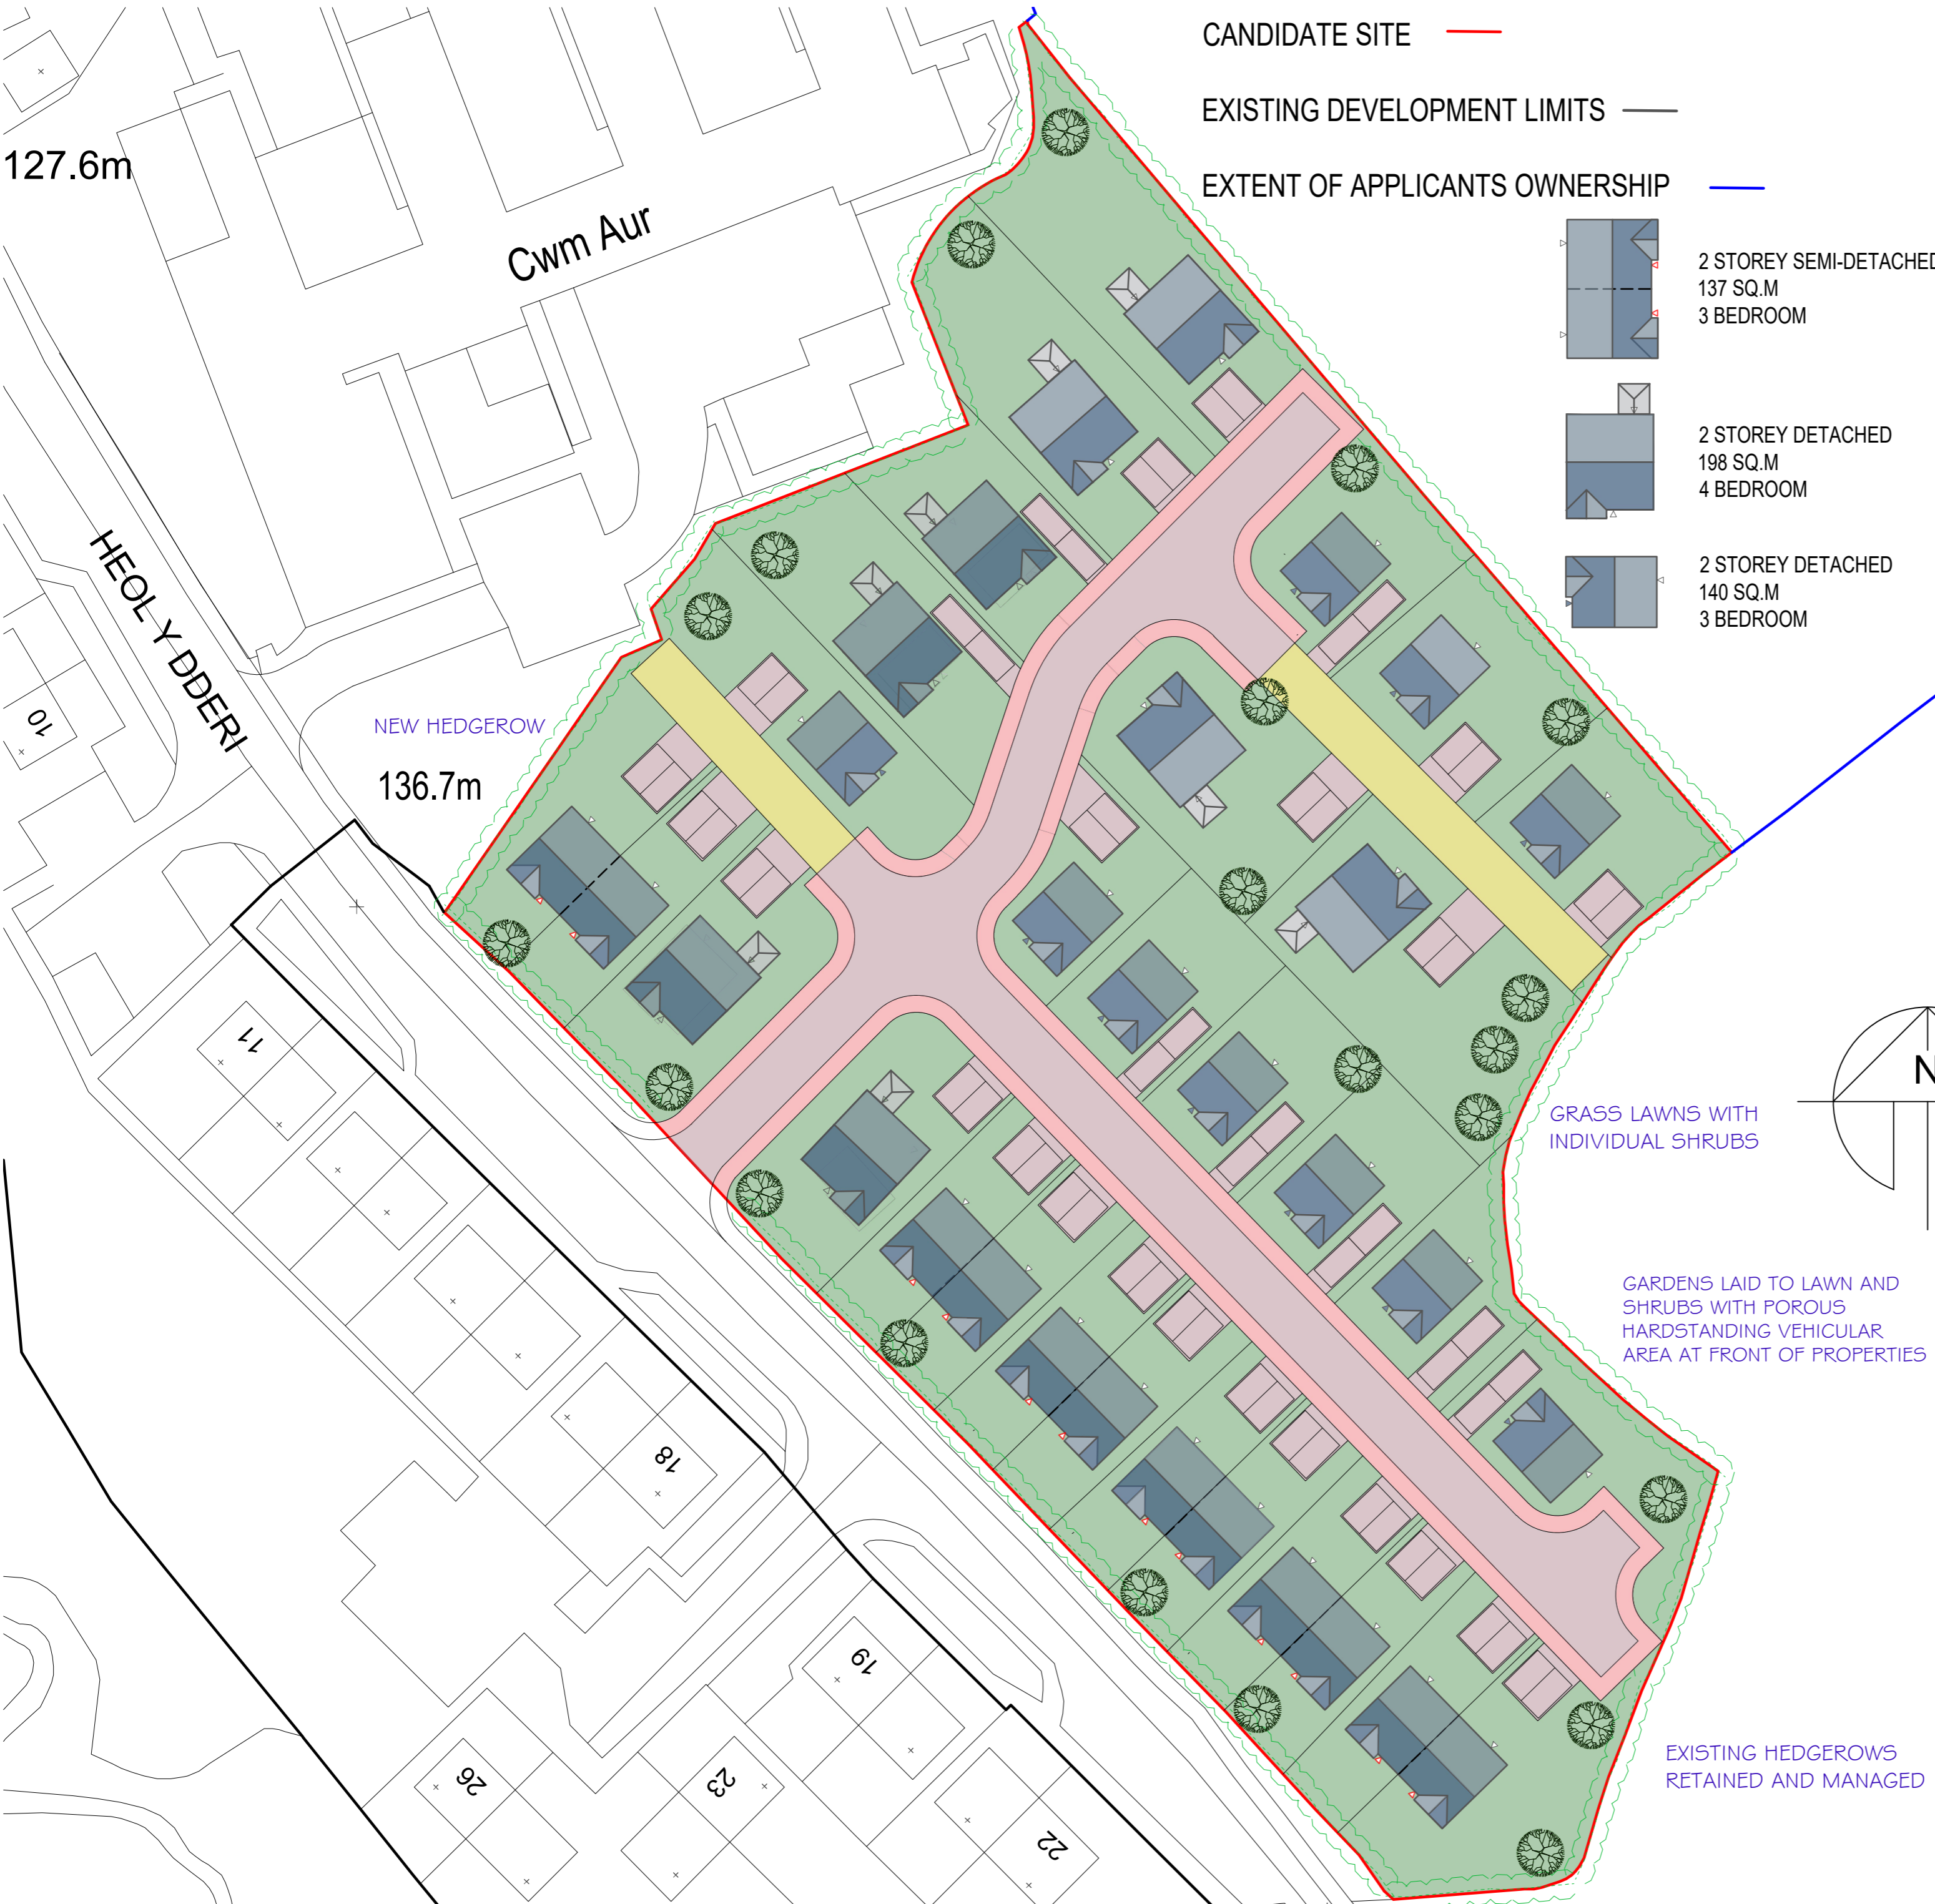 CANDIDATE SITE
EXISTING DEVELOPMENT LIMITS
EXTENT OF APPLICANTS OWNERSHIP
127.6m
Cwm Aur
2 STOREY SEMI-DETACHED
137 SQ.M
3 BEDROOM
2 STOREY DETACHED
198 SQ.M
4 BEDROOM
2 STOREY DETACHED
140 SQ.M
3 BEDROOM
HEOL Y DDERI
10
NEW HEDGEROW
136.7m
11
N
GRASS LAWNS WITH
INDIVIDUAL SHRUBS
GARDENS LAID TO LAWN AND
SHRUBS WITH POROUS
HARDSTANDING VEHICULAR
AREA AT FRONT OF PROPERTIES
18
19
EXISTING HEDGEROWS
RETAINED AND MANAGED
26
23
22